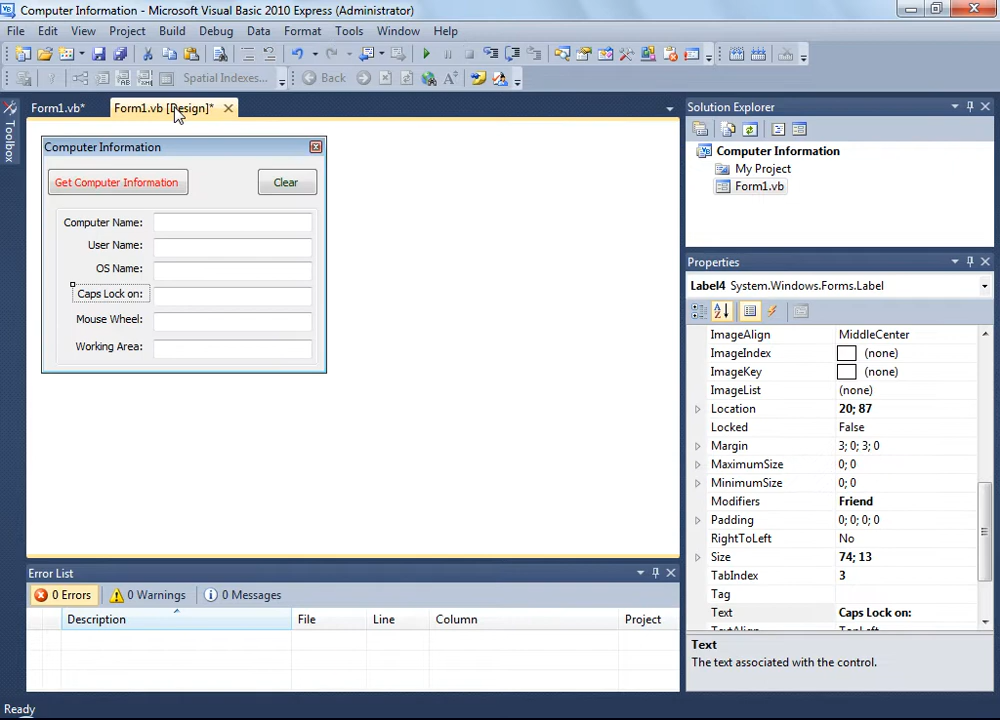 Computer Information - Microsoft Visual Basic 2010 Express (Administrator)
File Edit View Project Build Debug Format Data Tools Window Help
Spatial Indexes... Back
Form1.vb* Form1.vb [Design]*
Toolbox
Computer Information
Get Computer Information Clear
Computer Name:
User Name:
OS Name:
Caps Lock on:
Mouse Wheel:
Working Area:
Solution Explorer
Computer Information
My Project
Form1.vb
Properties
Label4 System.Windows.Forms.Label
ImageAlign MiddleCenter
ImageIndex (none)
ImageKey (none)
ImageList (none)
Location 20; 87
Locked False
Margin 3; 0; 3; 0
MaximumSize 0; 0
MinimumSize 0; 0
Modifiers Friend
Padding 0; 0; 0; 0
RightToLeft No
Size 74; 13
TabIndex 3
Tag
Text Caps Lock on:
TextAlign TopLeft
Text
The text associated with the control.
Error List
0 Errors 0 Warnings 0 Messages
Description File Line Column Project
Ready